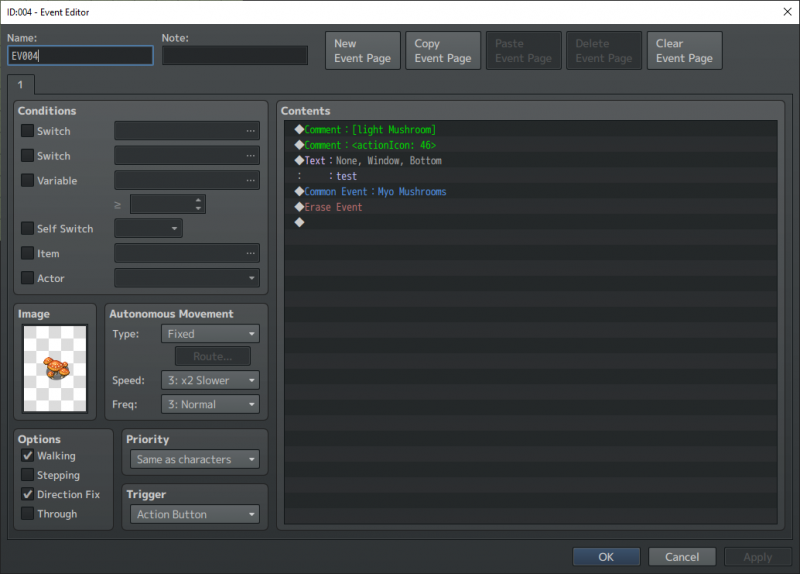 ID:004 - Event Editor
Name:
Note:
EV004
New
Event Page
Copy
Event Page
Paste
Event Page
Delete
Event Page
Clear
Event Page
1
Conditions
Switch
...
Switch
...
Variable
...
≥
Self Switch
Item
...
Actor
Image
Autonomous Movement
Type:
Fixed
Route...
Speed:
3: x2 Slower
Freq:
3: Normal
Options
Walking
Stepping
Direction Fix
Through
Priority
Same as characters
Trigger
Action Button
Contents
◆Comment：[light Mushroom]
◆Comment：<actionIcon: 46>
◆Text：None, Window, Bottom
：　　：test
◆Common Event：Myo Mushrooms
◆Erase Event
◆
OK
Cancel
Apply